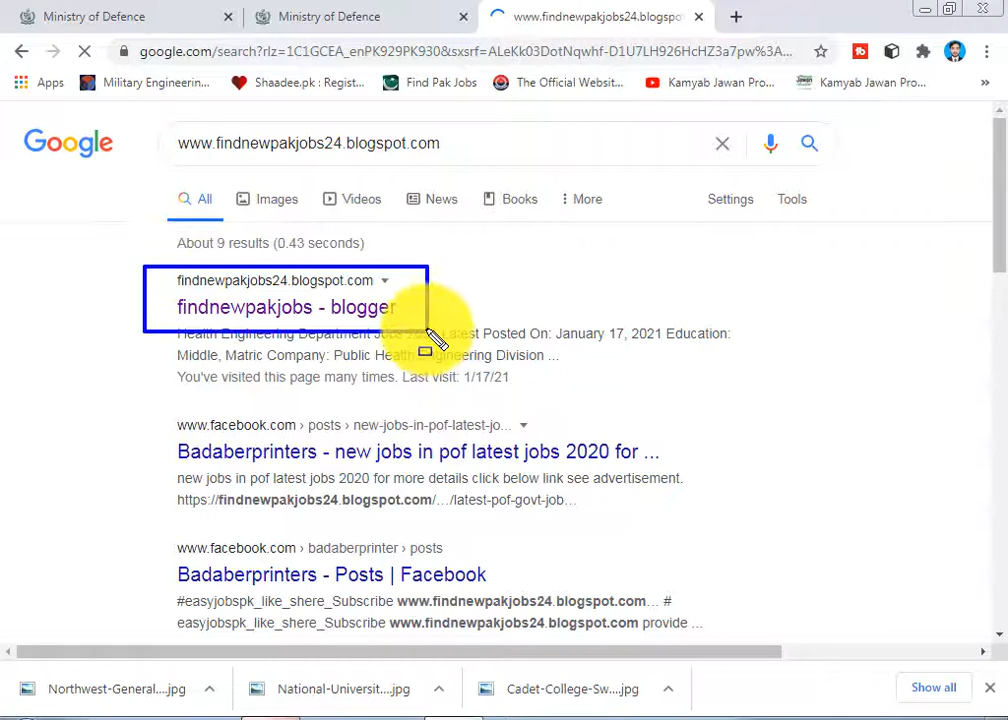 Ministry of Defence
Ministry of Defence
www.findnewpakjobs24.blogspo
google.com/search?rlz=1C1GCEA_enPK929PK930&sxsrf=ALeKk03DotNqwhf-D1U7LH926HcHZ3a7pw%3A...
Apps Military Engineerin... Shaadee.pk : Regist... Find Pak Jobs The Official Websit... Kamyab Jawan Pro... Kamyab Jawan Pro... »
Google
www.findnewpakjobs24.blogspot.com
All Images Videos News Books More Settings Tools
About 9 results (0.43 seconds)
findnewpakjobs24.blogspot.com
findnewpakjobs - blogger
Health Engineering Department Jobs Latest Posted On: January 17, 2021 Education:
Middle, Matric Company: Public Health Engineering Division ...
You've visited this page many times. Last visit: 1/17/21
www.facebook.com › posts › new-jobs-in-pof-latest-jo...
Badaberprinters - new jobs in pof latest jobs 2020 for ...
new jobs in pof latest jobs 2020 for more details click below link see advertisement.
https://findnewpakjobs24.blogspot.com/.../latest-pof-govt-job...
www.facebook.com › badaberprinter › posts
Badaberprinters - Posts | Facebook
#easyjobspk_like_shere_Subscribe www.findnewpakjobs24.blogspot.com... #
easyjobspk_like_shere_Subscribe www.findnewpakjobs24.blogspot.com provide ...
Northwest-General....jpg National-Universit....jpg Cadet-College-Sw....jpg Show all